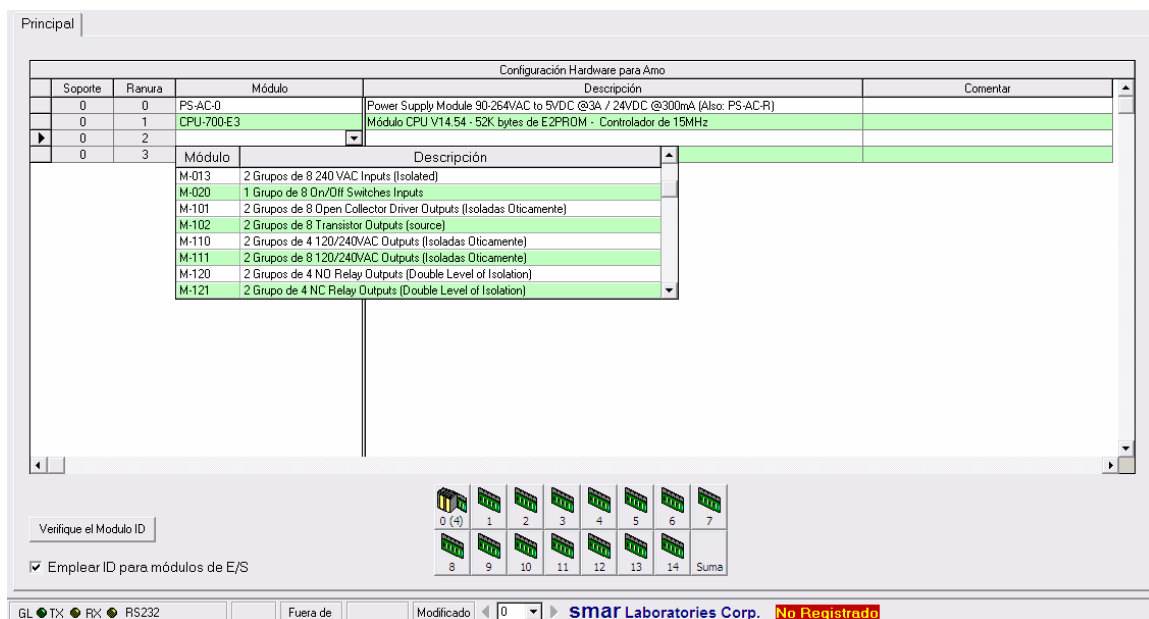 Principal
Configuración Hardware para Amo
Soporte Ranura Módulo Descripción Comentar
0 0 PS-AC-0 Power Supply Module 90-264VAC to 5VDC @3A / 24VDC @300mA (Also: PS-AC-R)
0 1 CPU-700-E3 Módulo CPU V14.54 - 52K bytes de E2PROM - Controlador de 15MHz
0 2
0 3
Módulo Descripción
M-013 2 Grupos de 8 240 VAC Inputs (Isolated)
M-020 1 Grupo de 8 On/Off Switches Inputs
M-101 2 Grupos de 8 Open Collector Driver Outputs (Isoladas Oticamente)
M-102 2 Grupos de 8 Transistor Outputs (source)
M-110 2 Grupos de 4 120/240VAC Outputs (Isoladas Oticamente)
M-111 2 Grupos de 8 120/240VAC Outputs (Isoladas Oticamente)
M-120 2 Grupos de 4 NO Relay Outputs (Double Level of Isolation)
M-121 2 Grupo de 4 NC Relay Outputs (Double Level of Isolation)
0 (4) 1 2 3 4 5 6 7
Verifique el Modulo ID
8 9 10 11 12 13 14 Suma
Emplear ID para módulos de E/S
GL TX RX RS232 Fuera de Modificado 0 smar Laboratories Corp. No Registrado